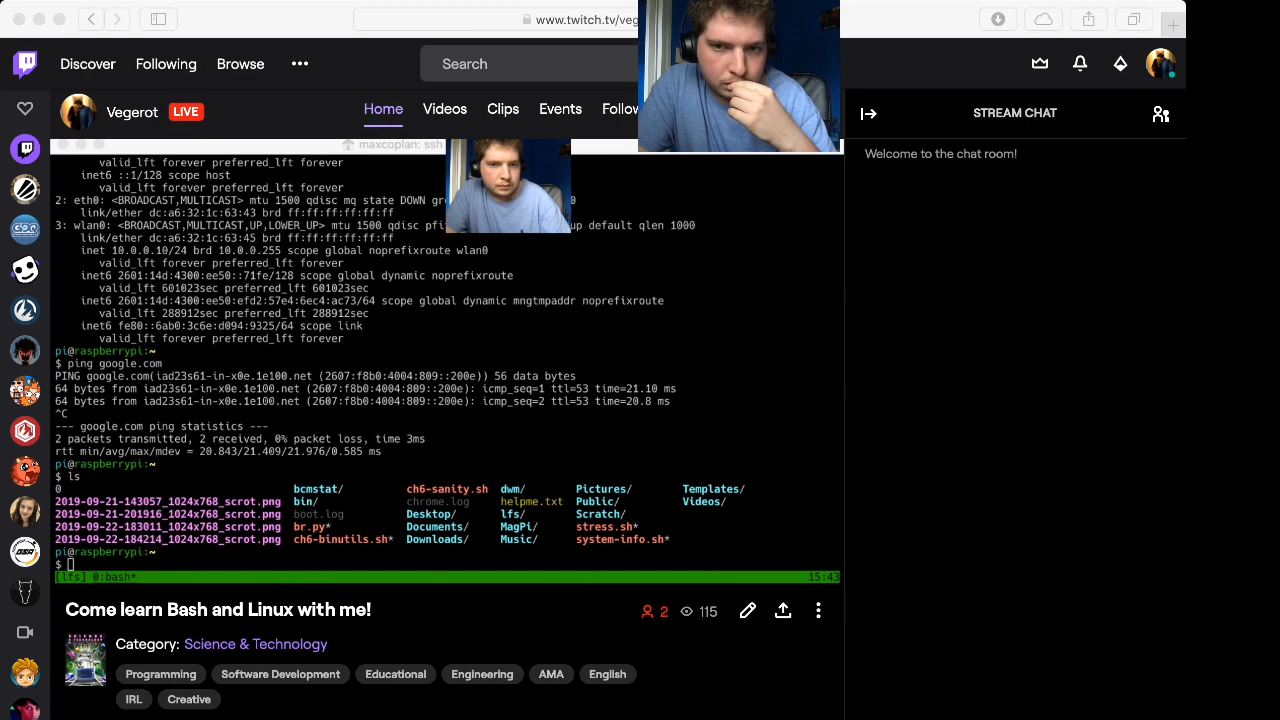 www.twitch.tv/veg
Discover Following Browse ••• Search
Vegerot LIVE Home Videos Clips Events Follow
STREAM CHAT
Welcome to the chat room!
maxcoplan: ssh
valid_lft forever preferred_lft forever
inet6 ::1/128 scope host
valid_lft forever preferred_lft forever
2: eth0: <BROADCAST,MULTICAST> mtu 1500 qdisc mq state DOWN gr 0
link/ether dc:a6:32:1c:63:43 brd ff:ff:ff:ff:ff:ff
3: wlan0: <BROADCAST,MULTICAST,UP,LOWER_UP> mtu 1500 qdisc pfi up default qlen 1000
link/ether dc:a6:32:1c:63:45 brd ff:ff:ff:ff:ff:ff
inet 10.0.0.10/24 brd 10.0.0.255 scope global noprefixroute wlan0
valid_lft forever preferred_lft forever
inet6 2601:14d:4300:ee50::71fe/128 scope global dynamic noprefixroute
valid_lft 601023sec preferred_lft 601023sec
inet6 2601:14d:4300:ee50:efd2:57e4:6ec4:ac73/64 scope global dynamic mngtmpaddr noprefixroute
valid_lft 288912sec preferred_lft 288912sec
inet6 fe80::6ab0:3c6e:d094:9325/64 scope link
valid_lft forever preferred_lft forever
pi@raspberrypi:~
$ ping google.com
PING google.com(iad23s61-in-x0e.1e100.net (2607:f8b0:4004:809::200e)) 56 data bytes
64 bytes from iad23s61-in-x0e.1e100.net (2607:f8b0:4004:809::200e): icmp_seq=1 ttl=53 time=21.10 ms
64 bytes from iad23s61-in-x0e.1e100.net (2607:f8b0:4004:809::200e): icmp_seq=2 ttl=53 time=20.8 ms
^C
--- google.com ping statistics ---
2 packets transmitted, 2 received, 0% packet loss, time 3ms
rtt min/avg/max/mdev = 20.843/21.409/21.976/0.585 ms
pi@raspberrypi:~
$ ls
0 bcmstat/ ch6-sanity.sh dwm/ Pictures/ Templates/
2019-09-21-143057_1024x768_scrot.png bin/ chrome.log helpme.txt Public/ Videos/
2019-09-21-201916_1024x768_scrot.png boot.log Desktop/ lfs/ Scratch/
2019-09-22-183011_1024x768_scrot.png br.py* Documents/ MagPi/ stress.sh*
2019-09-22-184214_1024x768_scrot.png ch6-binutils.sh* Downloads/ Music/ system-info.sh*
pi@raspberrypi:~
$
[lfs] 0:bash* 15:43
Come learn Bash and Linux with me! 2 115
Category: Science & Technology
Programming Software Development Educational Engineering AMA English
IRL Creative